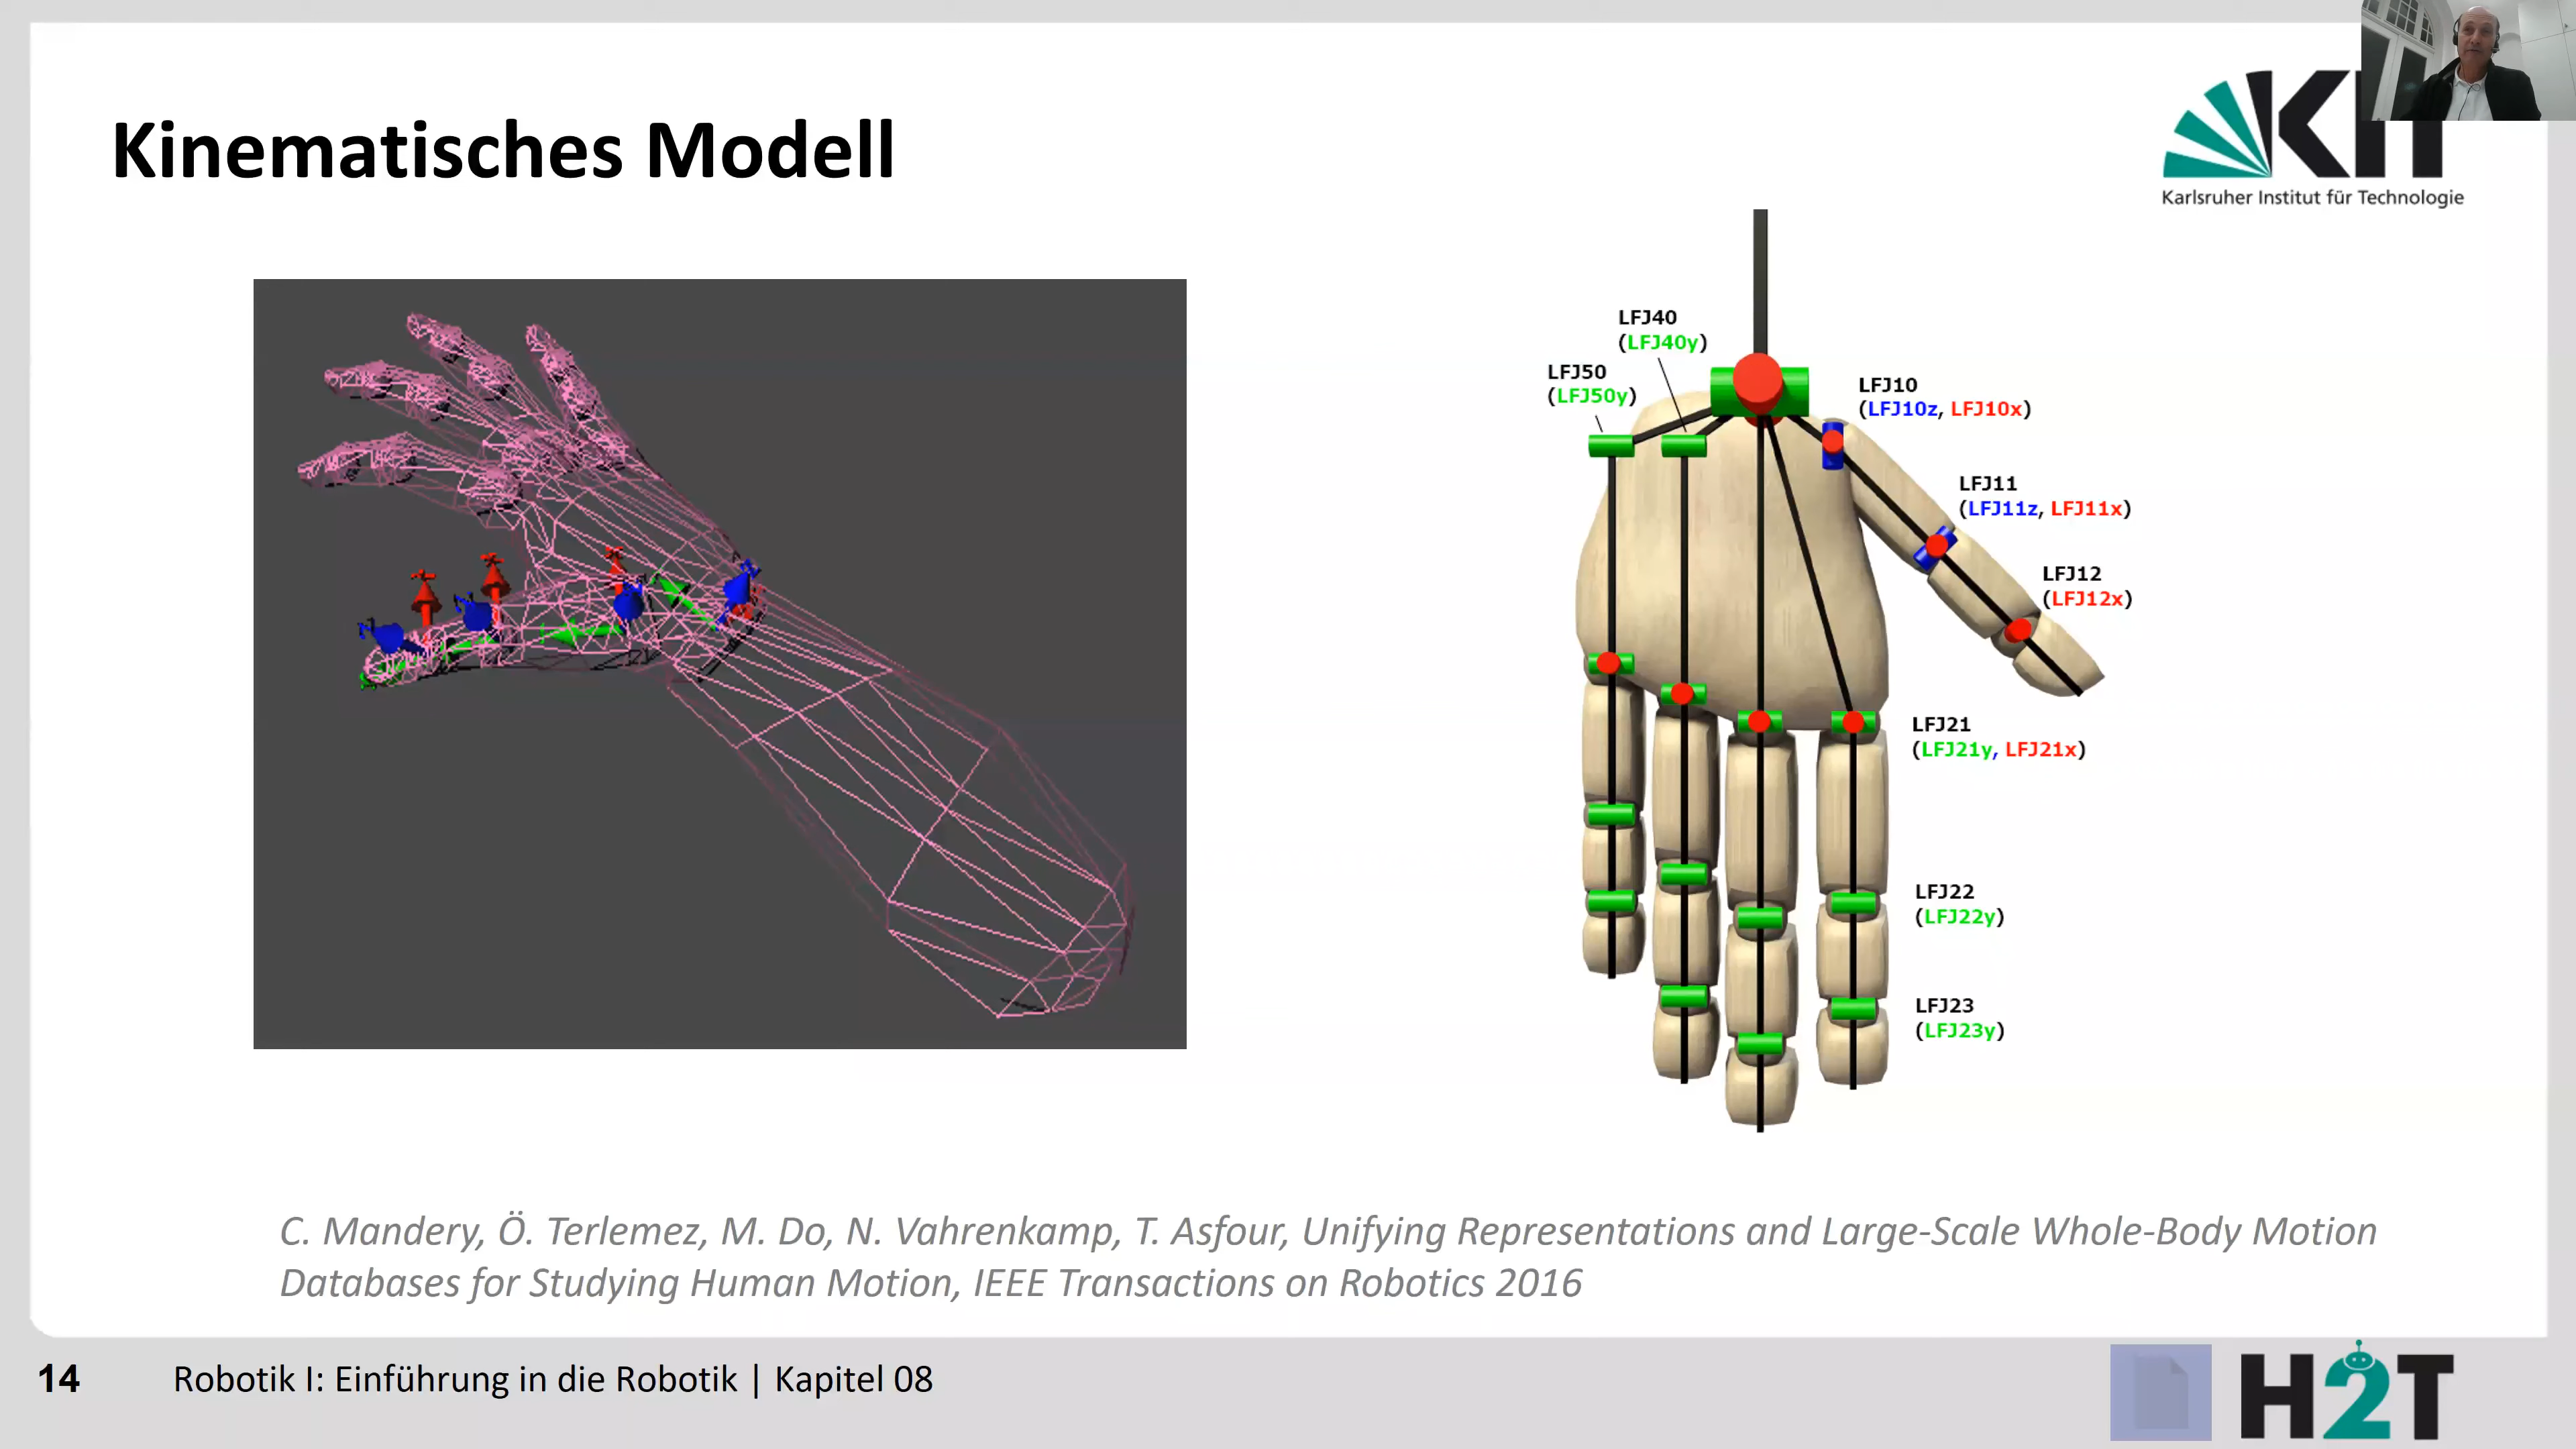 Kinematisches Modell
KIT
Karlsruher Institut für Technologie
LFJ40
(LFJ40y)
LFJ50
(LFJ50y)
LFJ10
(LFJ10z, LFJ10x)
LFJ11
(LFJ11z, LFJ11x)
LFJ12
(LFJ12x)
LFJ21
(LFJ21y, LFJ21x)
LFJ22
(LFJ22y)
LFJ23
(LFJ23y)
C. Mandery, Ö. Terlemez, M. Do, N. Vahrenkamp, T. Asfour, Unifying Representations and Large-Scale Whole-Body Motion
Databases for Studying Human Motion, IEEE Transactions on Robotics 2016
14 Robotik I: Einführung in die Robotik | Kapitel 08
H2T